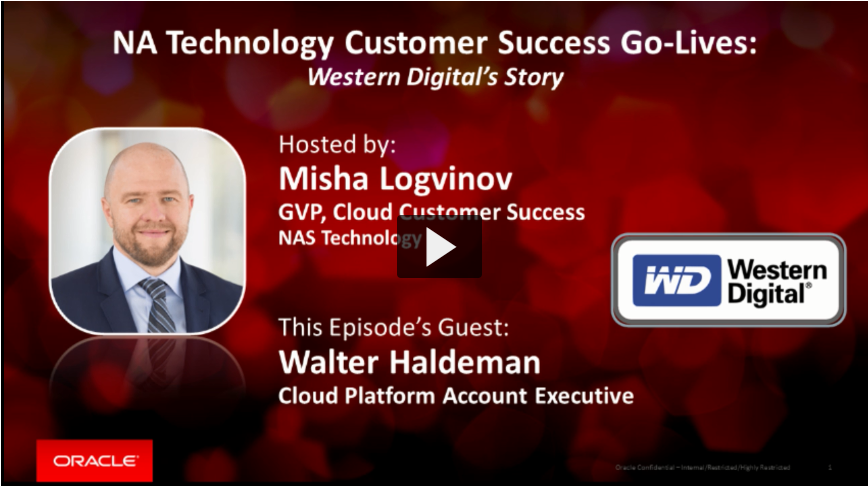 NA Technology Customer Success Go-Lives:
Western Digital's Story
Hosted by:
Misha Logvinov
GVP, Cloud Customer Success
NAS Technology
This Episode's Guest:
Walter Haldeman
Cloud Platform Account Executive
WD Western
Digital®
ORACLE®
Oracle Confidential – Internal/Restricted/Highly Restricted
1